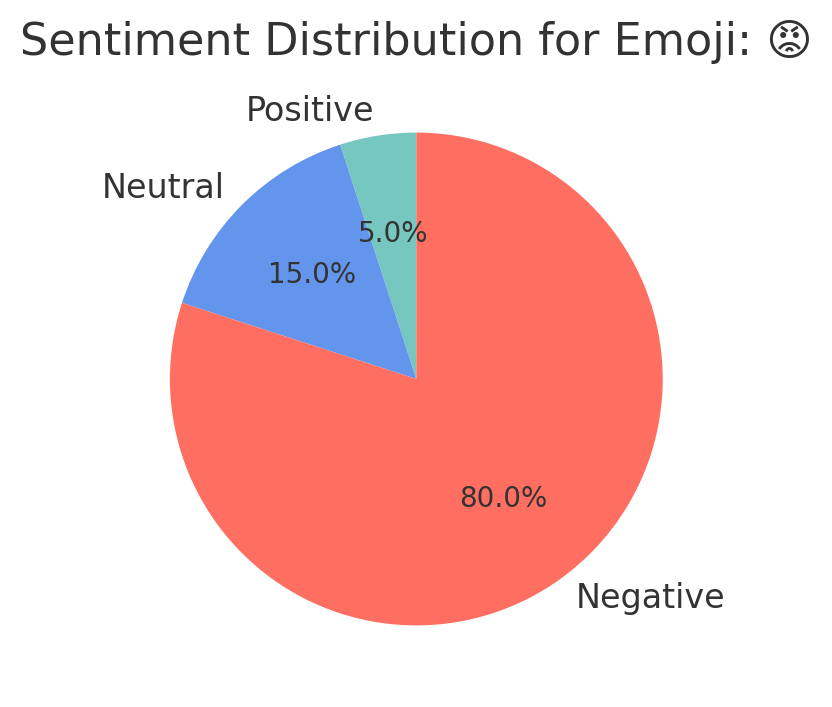 Sentiment Distribution for Emoji: 😡
Positive
Neutral
5.0%
15.0%
80.0%
Negative